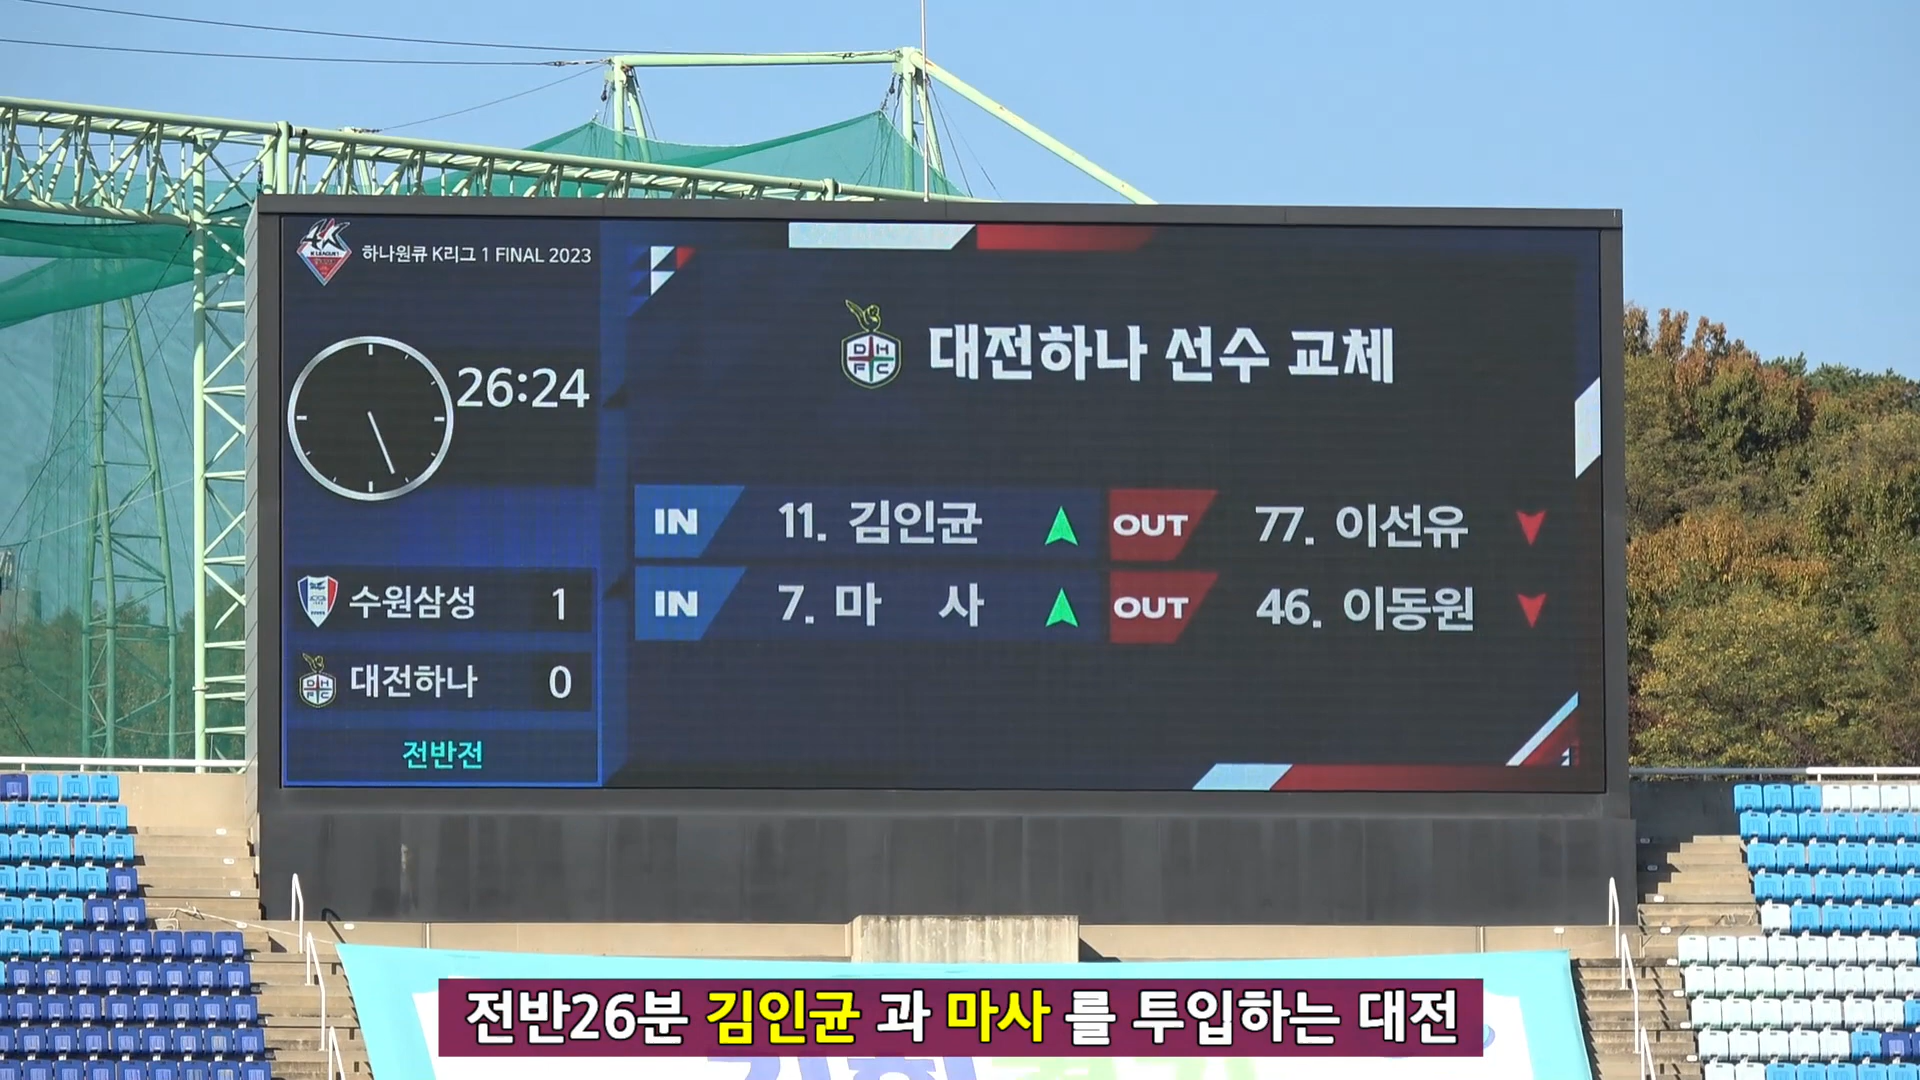 하나원큐 K리그 1 FINAL 2023
대전하나 선수 교체
26:24
IN 11. 김인균 OUT 77. 이선유
IN 7. 마 사 OUT 46. 이동원
수원삼성 1
대전하나 0
전반전
전반26분 김인균 과 마사 를 투입하는 대전